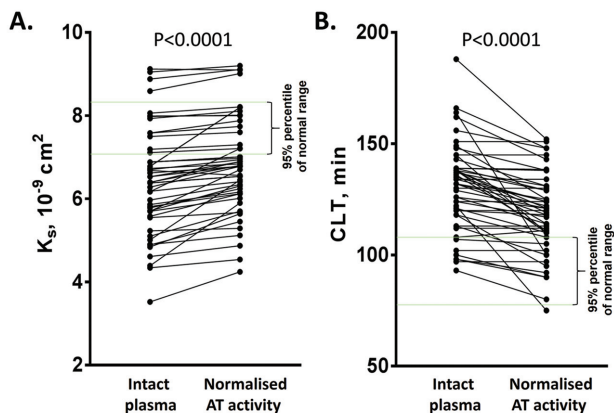 A.
P<0.0001
10
8
6
4
2
Ks, 10-9 cm2
95% percentile
of normal range
Intact
plasma
Normalised
AT activity
B.
P<0.0001
200
150
100
50
CLT, min
95% percentile
of normal range
Intact
plasma
Normalised
AT activity